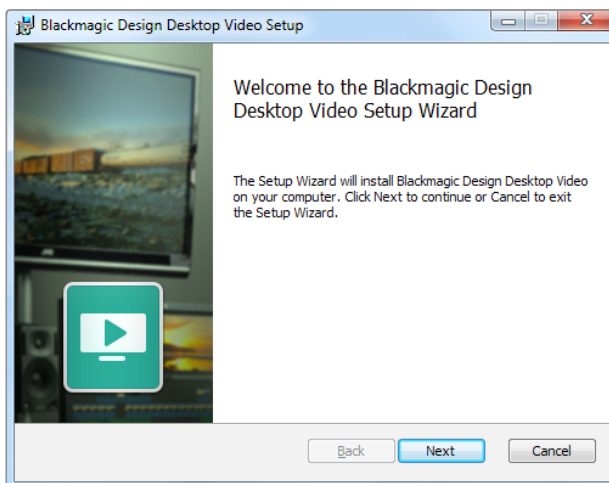 Blackmagic Design Desktop Video Setup
Welcome to the Blackmagic Design
Desktop Video Setup Wizard
The Setup Wizard will install Blackmagic Design Desktop Video
on your computer. Click Next to continue or Cancel to exit
the Setup Wizard.
JVC
Back
Next
Cancel